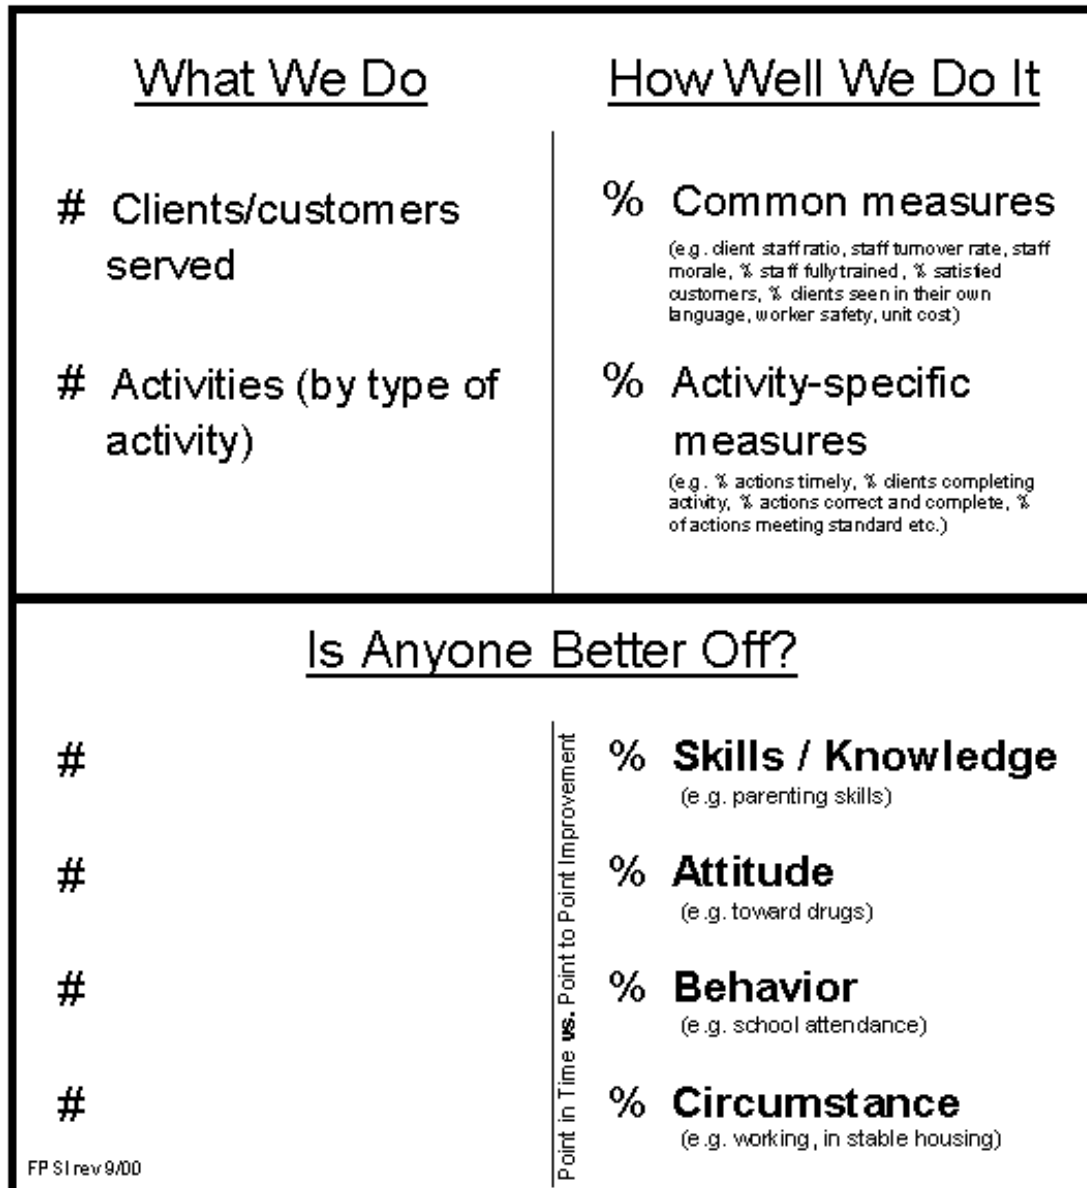 What We Do
# Clients/customers
served
# Activities (by type of
activity)
How Well We Do It
% Common measures
(e.g. client staff ratio, staff turnover rate, staff
morale, % staff fully trained, % satisfied
customers, % clients seen in their own
language, worker safety, unit cost)
% Activity-specific
measures
(e.g. % actions timely, % clients completing
activity, % actions correct and complete, %
of actions meeting standard etc.)
Is Anyone Better Off?
#
#
#
#
Point in Time vs. Point to Point Improvement
% Skills / Knowledge
(e.g. parenting skills)
% Attitude
(e.g. toward drugs)
% Behavior
(e.g. school attendance)
% Circumstance
(e.g. working, in stable housing)
FPSI rev 9/00